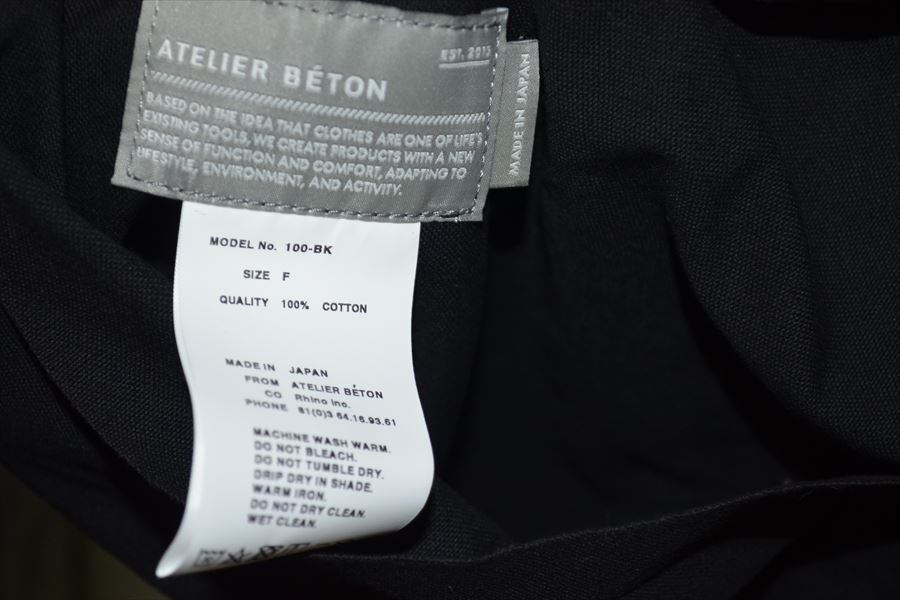 ATELIER BÉTON
EST. 2015
BASED ON THE IDEA THAT CLOTHES ARE ONE OF LIFE'S
EXISTING TOOLS, WE CREATE PRODUCTS WITH A NEW
SENSE OF FUNCTION AND COMFORT, ADAPTING TO
LIFESTYLE, ENVIRONMENT, AND ACTIVITY.
MADE IN JAPAN
MODEL No. 100-BK
SIZE F
QUALITY 100% COTTON
MADE IN JAPAN
FROM ATELIER BÉTON
CO Rhino inc.
PHONE 81(0)3 64.16.93.61
MACHINE WASH WARM.
DO NOT BLEACH.
DO NOT TUMBLE DRY.
DRIP DRY IN SHADE.
WARM IRON.
DO NOT DRY CLEAN.
WET CLEAN.